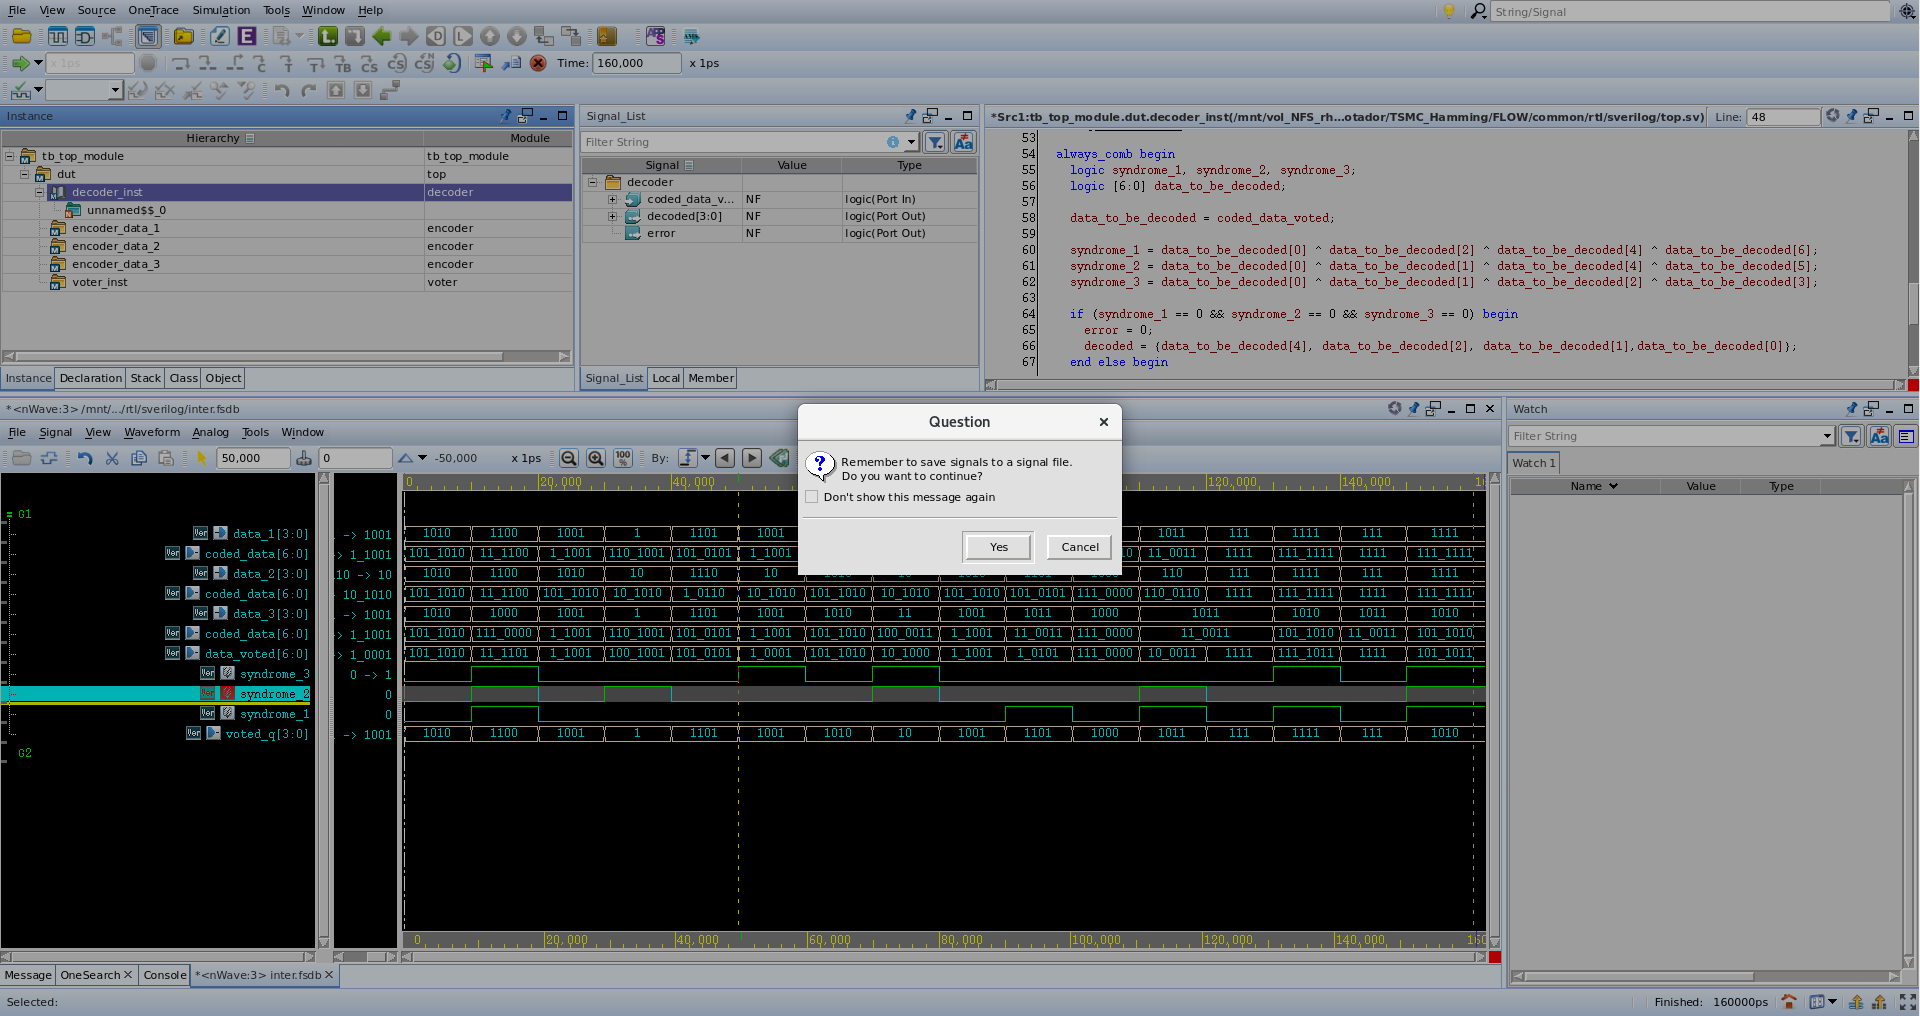 File View Source OneTrace Simulation Tools Window Help
String/Signal
x 1ps Time: 160,000 x 1ps
Instance
Hierarchy Module
tb_top_module tb_top_module
dut top
decoder_inst decoder
unnamed$$_0
encoder_data_1 encoder
encoder_data_2 encoder
encoder_data_3 encoder
voter_inst voter
Instance Declaration Stack Class Object
Signal_List
Filter String
Signal Value Type
decoder
coded_data_v... NF logic(Port In)
decoded[3:0] NF logic(Port Out)
error NF logic(Port Out)
Signal_List Local Member
*Src1:tb_top_module.dut.decoder_inst(/mnt/vol_NFS_rh...otador/TSMC_Hamming/FLOW/common/rtl/sverilog/top.sv) Line: 48
53
54 always_comb begin
55 logic syndrome_1, syndrome_2, syndrome_3;
56 logic [6:0] data_to_be_decoded;
57
58 data_to_be_decoded = coded_data_voted;
59
60 syndrome_1 = data_to_be_decoded[0] ^ data_to_be_decoded[2] ^ data_to_be_decoded[4] ^ data_to_be_decoded[6];
61 syndrome_2 = data_to_be_decoded[0] ^ data_to_be_decoded[1] ^ data_to_be_decoded[4] ^ data_to_be_decoded[5];
62 syndrome_3 = data_to_be_decoded[0] ^ data_to_be_decoded[1] ^ data_to_be_decoded[2] ^ data_to_be_decoded[3];
63
64 if (syndrome_1 == 0 && syndrome_2 == 0 && syndrome_3 == 0) begin
65 error = 0;
66 decoded = {data_to_be_decoded[4], data_to_be_decoded[2], data_to_be_decoded[1],data_to_be_decoded[0]};
67 end else begin
*<nWave:3> /mnt/.../rtl/sverilog/inter.fsdb
File Signal View Waveform Analog Tools Window
50,000 0 -50,000 x 1ps 100% By:
0 20,000 40,000 120,000 140,000
G1
data_1[3:0] -> 1001 1010 1100 1001 1 1101 1001 1011 1111 1111 1111
coded_data[6:0] > 1_1001 101_1010 11_1100 1_1001 110_1001 101_0101 1_1001 11_0011 1111 111_1111 111_1111
data_2[3:0] 10 -> 10 1010 1100 1010 10 1110 10 110 111 1111 1111
coded_data[6:0] 10_1010 101_1010 11_1100 101_1010 10_1010 1_0110 10_1010 101_1010 10_1010 101_1010 101_0101 111_0000 110_0110 1111 111_1111 111_1111
data_3[3:0] -> 1001 1010 1000 1001 1 1101 1001 1010 11 1001 1011 1000 1011 1010 1011 1010
coded_data[6:0] > 1_1001 101_1010 111_0000 1_1001 110_1001 101_0101 1_1001 101_1010 100_0011 1_1001 11_0011 111_0000 11_0011 101_1010 11_0011 101_1010
data_voted[6:0] > 1_0001 101_1010 11_1101 1_1001 100_1001 101_0101 1_0001 101_1010 10_1000 1_1001 1_0101 111_0000 10_0011 1111 111_1011 1111 101_1011
syndrome_3 0 -> 1
syndrome_2 0
syndrome_1 0
voted_q[3:0] -> 1001 1010 1100 1001 1 1101 1001 1010 10 1001 1101 1000 1011 111 1111 111 1010
G2
0 20,000 40,000 60,000 80,000 100,000 120,000 140,000
Question
Remember to save signals to a signal file.
Do you want to continue?
Don't show this message again
Yes Cancel
Watch
Filter String
Watch 1
Name Value Type
Message OneSearch Console *<nWave:3> inter.fsdb
Selected: Finished: 160000ps